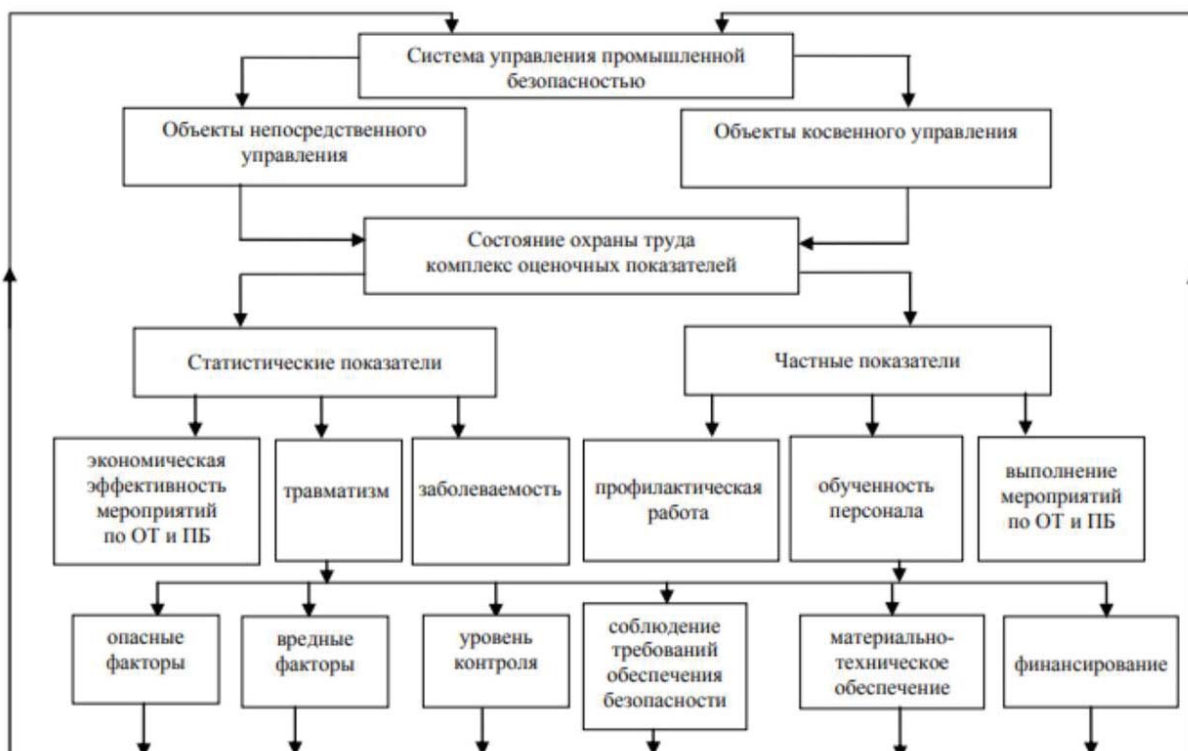 Система управления промышленной
безопасностью
Объекты непосредственного
управления
Объекты косвенного управления
Состояние охраны труда
комплекс оценочных показателей
Статистические показатели
Частные показатели
экономическая
эффективность
мероприятий
по ОТ и ПБ
травматизм
заболеваемость
профилактическая
работа
обученность
персонала
выполнение
мероприятий
по ОТ и ПБ
опасные
факторы
вредные
факторы
уровень
контроля
соблюдение
требований
обеспечения
безопасности
материально-
техническое
обеспечение
финансирование